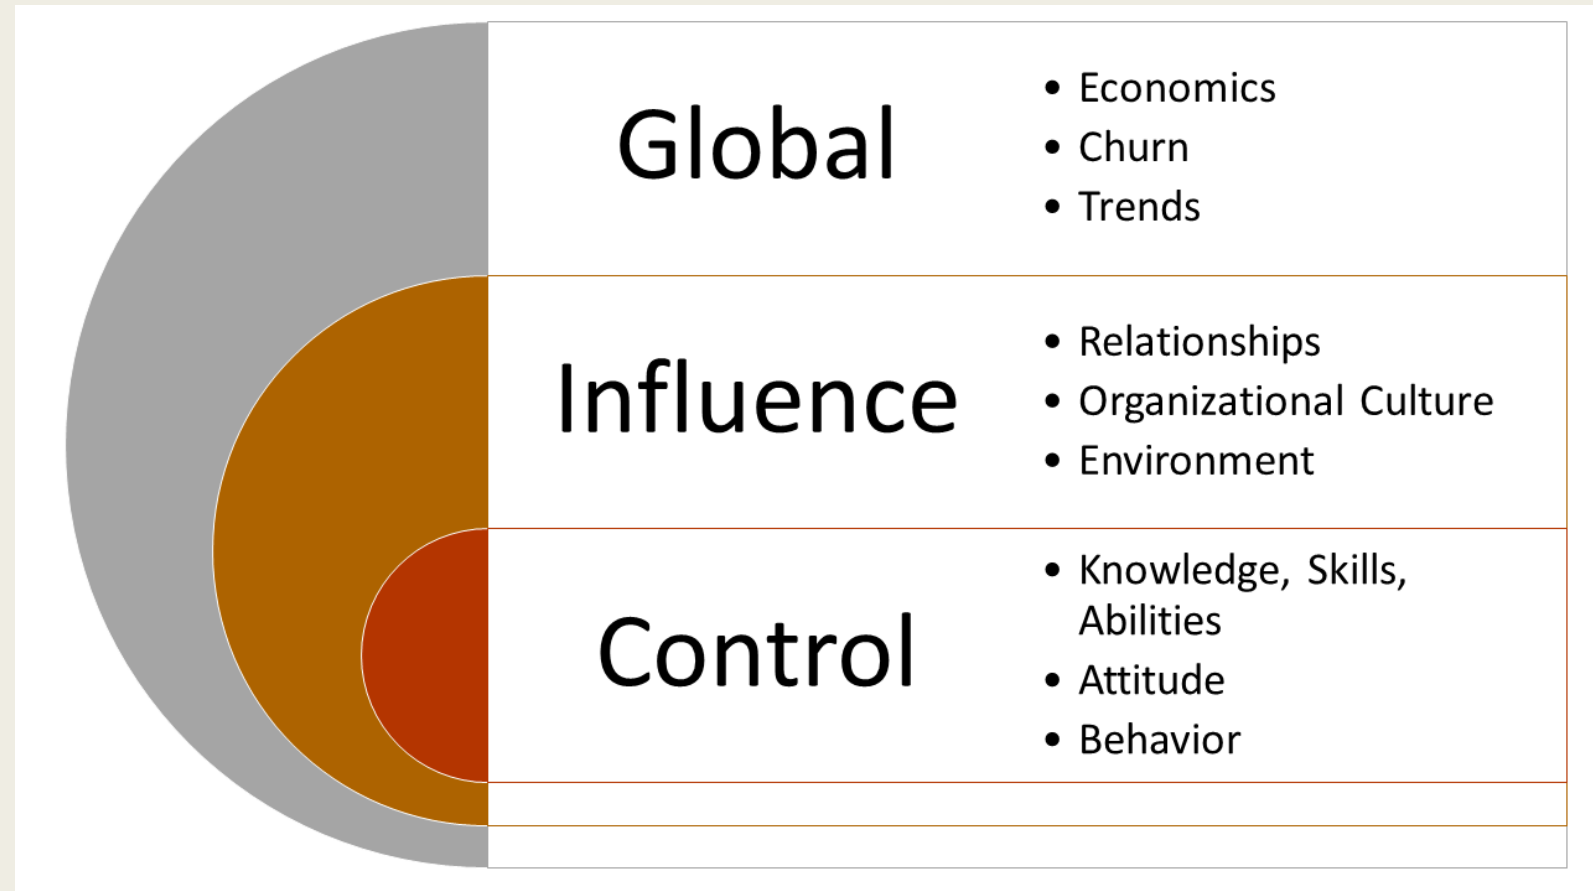 Global
• Economics
• Churn
• Trends
Influence
• Relationships
• Organizational Culture
• Environment
Control
• Knowledge, Skills,
Abilities
• Attitude
• Behavior